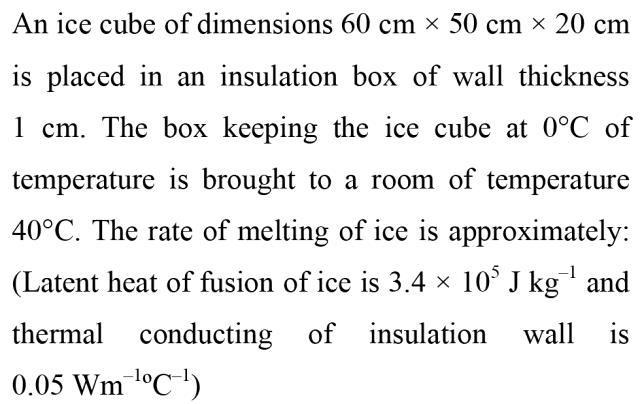 An ice cube of dimensions 60 cm × 50 cm × 20 cm
is placed in an insulation box of wall thickness
1 cm. The box keeping the ice cube at 0°C of
temperature is brought to a room of temperature
40°C. The rate of melting of ice is approximately:
(Latent heat of fusion of ice is 3.4 × 10⁵ J kg⁻¹ and
thermal conducting of insulation wall is
0.05 Wm⁻¹°C⁻¹)